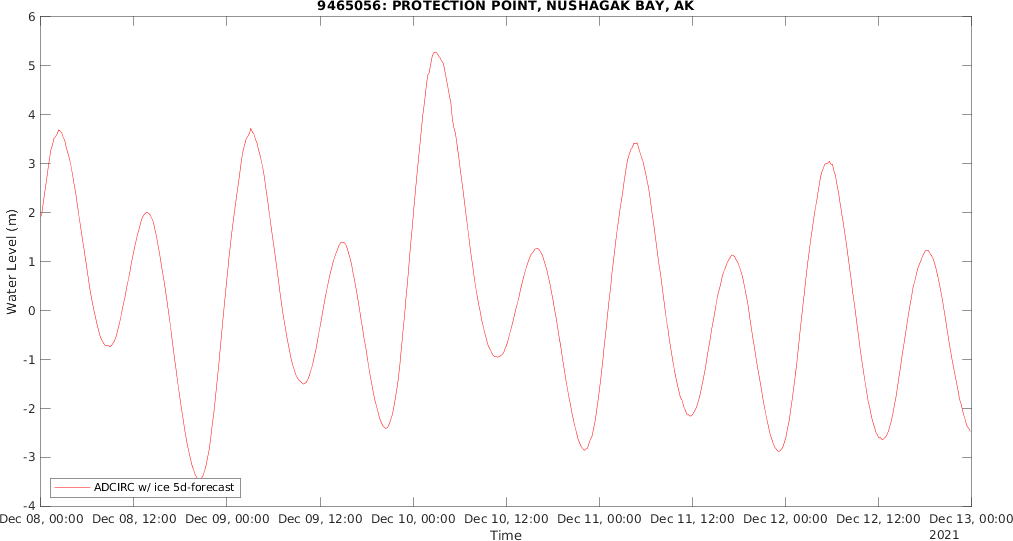 9465056: PROTECTION POINT, NUSHAGAK BAY, AK
6
5
4
3
2
1
0
-1
-2
-3
-4
Water Level (m)
ADCIRC w/ ice 5d-forecast
Dec 08, 00:00 Dec 08, 12:00 Dec 09, 00:00 Dec 09, 12:00 Dec 10, 00:00 Dec 10, 12:00 Dec 11, 00:00 Dec 11, 12:00 Dec 12, 00:00 Dec 12, 12:00 Dec 13, 00:00
Time
2021